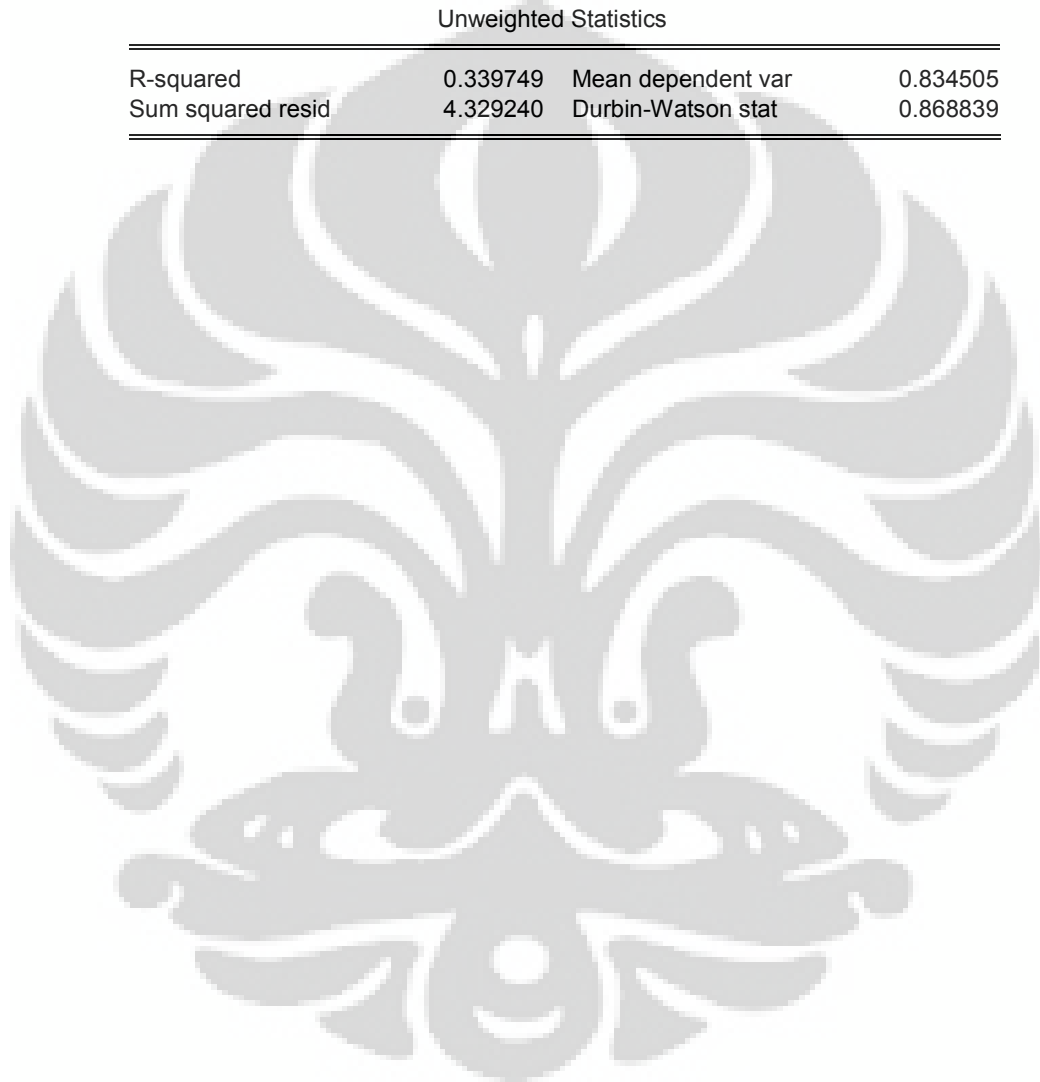 Unweighted Statistics
R-squared 0.339749 Mean dependent var 0.834505
Sum squared resid 4.329240 Durbin-Watson stat 0.868839